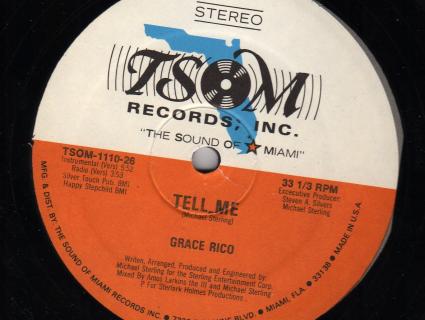 STEREO
TSOM
RECORDS, INC.
"THE SOUND OF MIAMI"
TSOM-1110-26
Instrumental (Vers) 5:52
Radio (Vers) 3:53
Silver Touch Pub. BMI
Happy Stepchild BMI
33 1/3 RPM
Excecutive Producer:
Steven A. Silvers
Michael Sterling
TELL ME
(Michael Sterling)
GRACE RICO
Writen, Arranged, Produced and Engineered by:
Michael Sterling for the Sterling Entertainment Corp.
Mixed By Amos Larkins the III and Michael Sterling
P For Sterlark Holmes Productions.
MFG. & DIST. BY: THE SOUND OF MIAMI RECORDS INC. BLVD. • MIAMI, FLA. 33138 • MADE IN U.S.A.